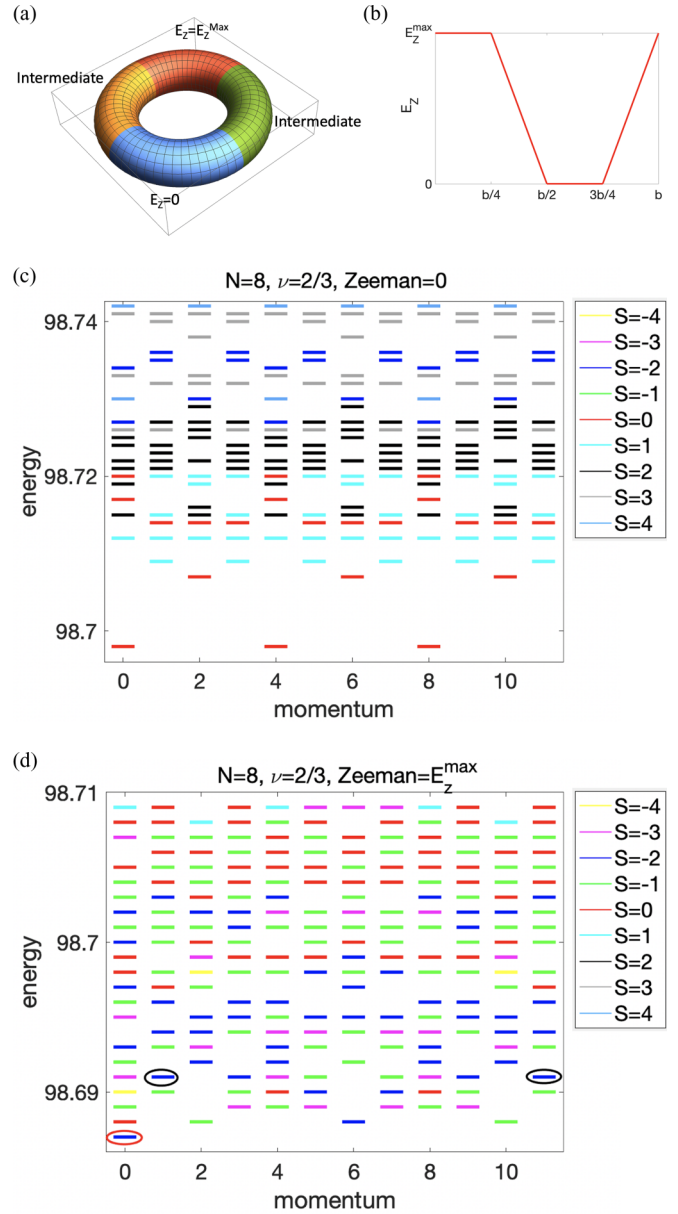 (a)
(b)
E_Z=E_Z^Max
Intermediate
Intermediate
E_Z=0
E_Z^max
E_Z
0
b/4 b/2 3b/4 b
(c)
N=8, ν=2/3, Zeeman=0
98.74
98.72
98.7
energy
0 2 4 6 8 10
momentum
S=-4
S=-3
S=-2
S=-1
S=0
S=1
S=2
S=3
S=4
(d)
N=8, ν=2/3, Zeeman=E_z^max
98.71
98.7
98.69
energy
0 2 4 6 8 10
momentum
S=-4
S=-3
S=-2
S=-1
S=0
S=1
S=2
S=3
S=4